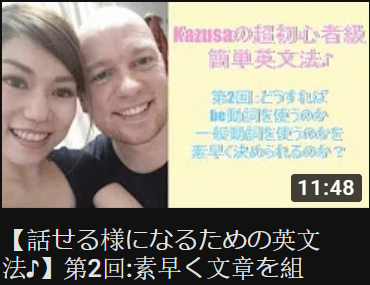 Kazusaの超初心者級
簡単英文法♪
第2回:どうすれば
be動詞を使うのか
一般動詞を使うのかを
素早く決められるのか?
11:48
【話せる様になるための英文
法♪】第2回:素早く文章を組